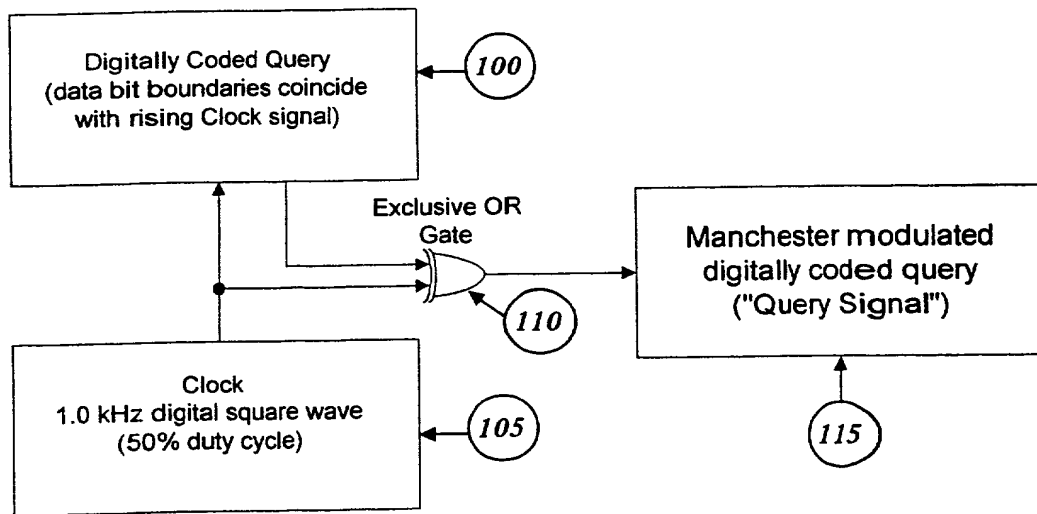 Digitally Coded Query
(data bit boundaries coincide
with rising Clock signal)
100
Exclusive OR
Gate
110
Manchester modulated
digitally coded query
("Query Signal")
115
Clock
1.0 kHz digital square wave
(50% duty cycle)
105